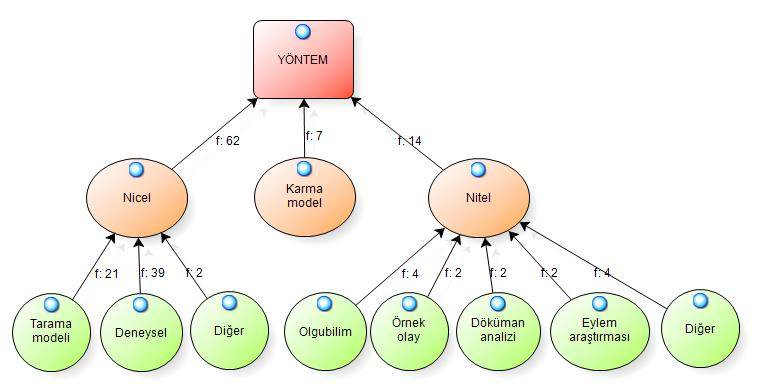 YÖNTEM
f: 62
f: 7
f: 14
Nicel
Karma
model
Nitel
f: 21
f: 39
f: 2
f: 4
f: 2
f: 2
f: 2
f: 4
Tarama
modeli
Deneysel
Diğer
Olgubilim
Örnek
olay
Döküman
analizi
Eylem
araştırması
Diğer